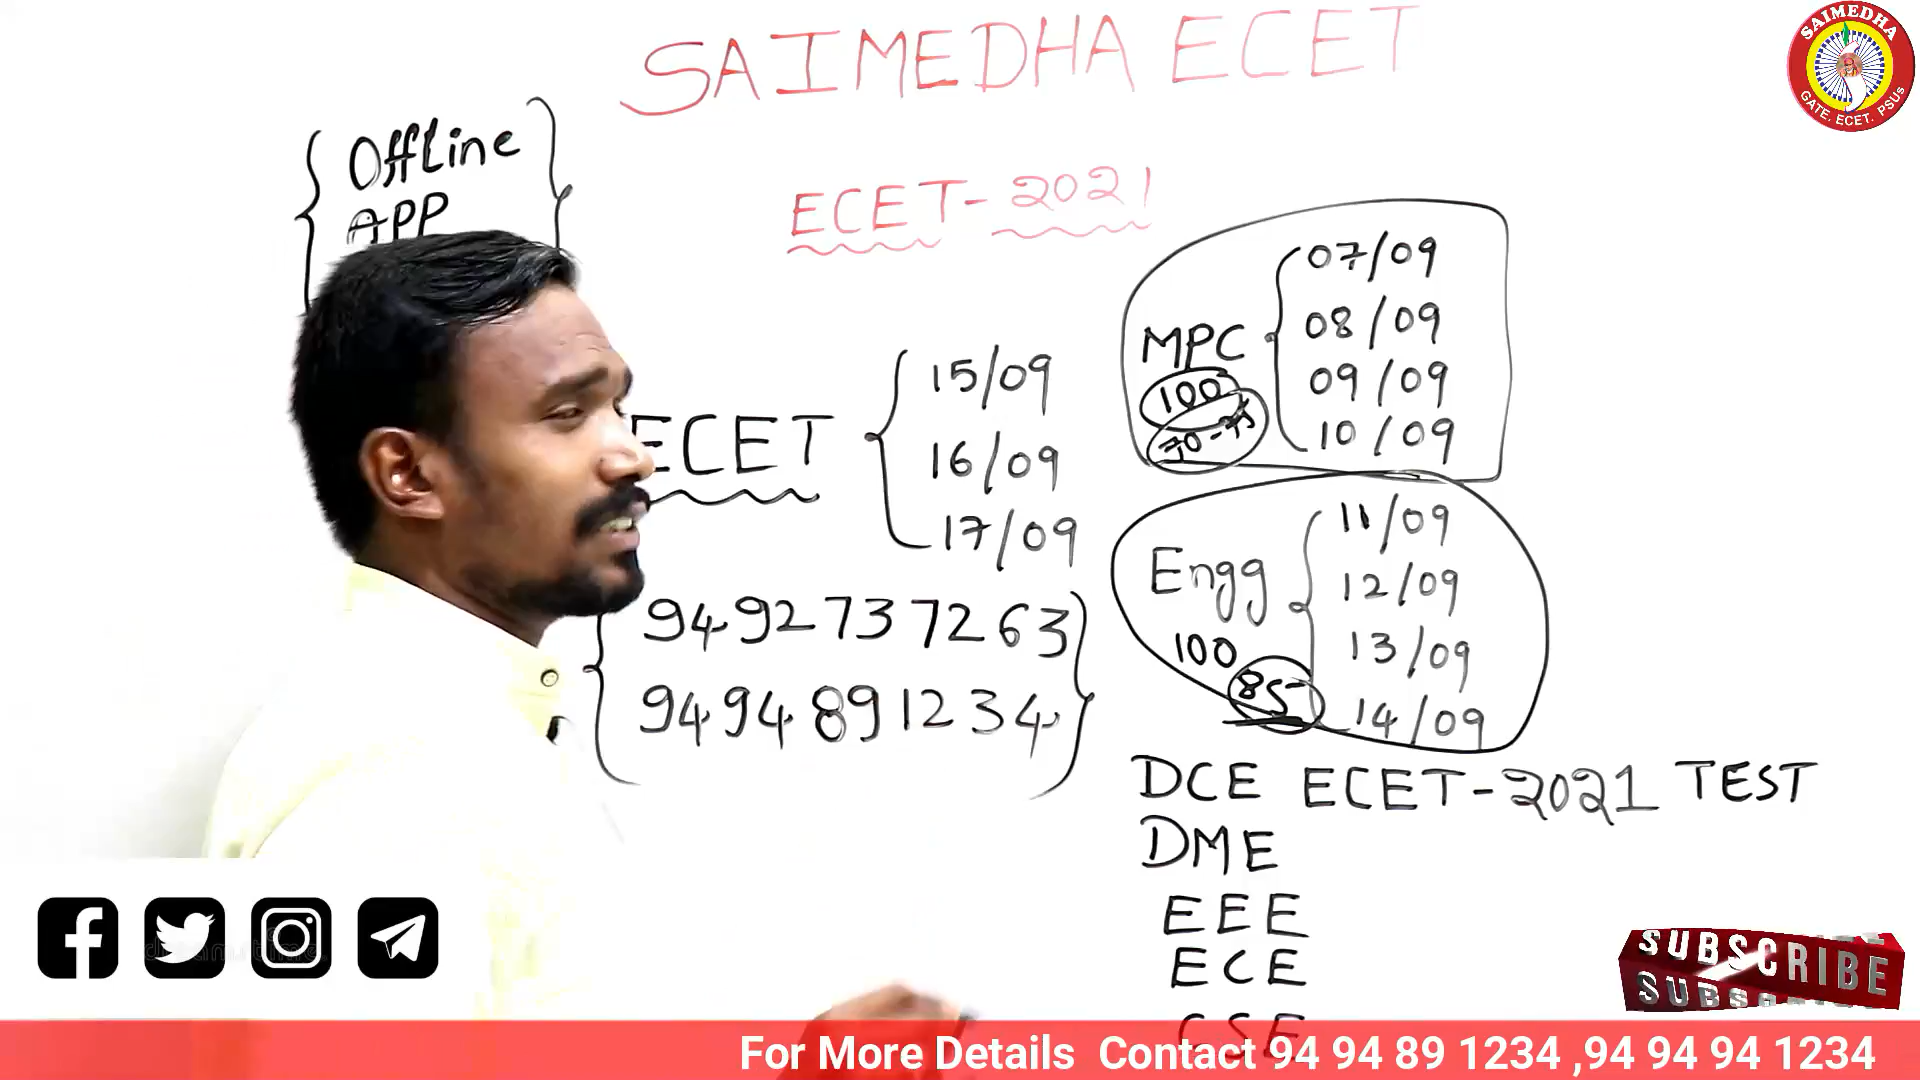 SAIMEDHA ECET
SAIMEDHA
GATE. ECET. PSUs
Offline
APP
ECET-2021
MPC
100
70-75
07/09
08/09
09/09
10/09
ECET
15/09
16/09
17/09
Engg
100
85
11/09
12/09
13/09
14/09
9492737263
9494891234
DCE ECET-2021 TEST
DME
EEE
ECE
CSE
SUBSCRIBE
For More Details Contact 94 94 89 1234 ,94 94 94 1234